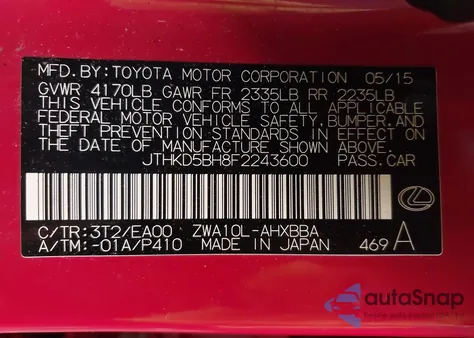 MFD. BY: TOYOTA MOTOR CORPORATION 05/15
GVWR 4170LB GAWR FR 2335LB RR 2235LB
THIS VEHICLE CONFORMS TO ALL APPLICABLE
FEDERAL MOTOR VEHICLE SAFETY, BUMPER, AND
THEFT PREVENTION STANDARDS IN EFFECT ON
THE DATE OF MANUFACTURE SHOWN ABOVE.
JTHKD5BH8F2243600 PASS. CAR
C/TR: 3T2/EA00 ZWA10L-AHXBBA
A/TM: -01A/P410 MADE IN JAPAN 469 A
autoSnap